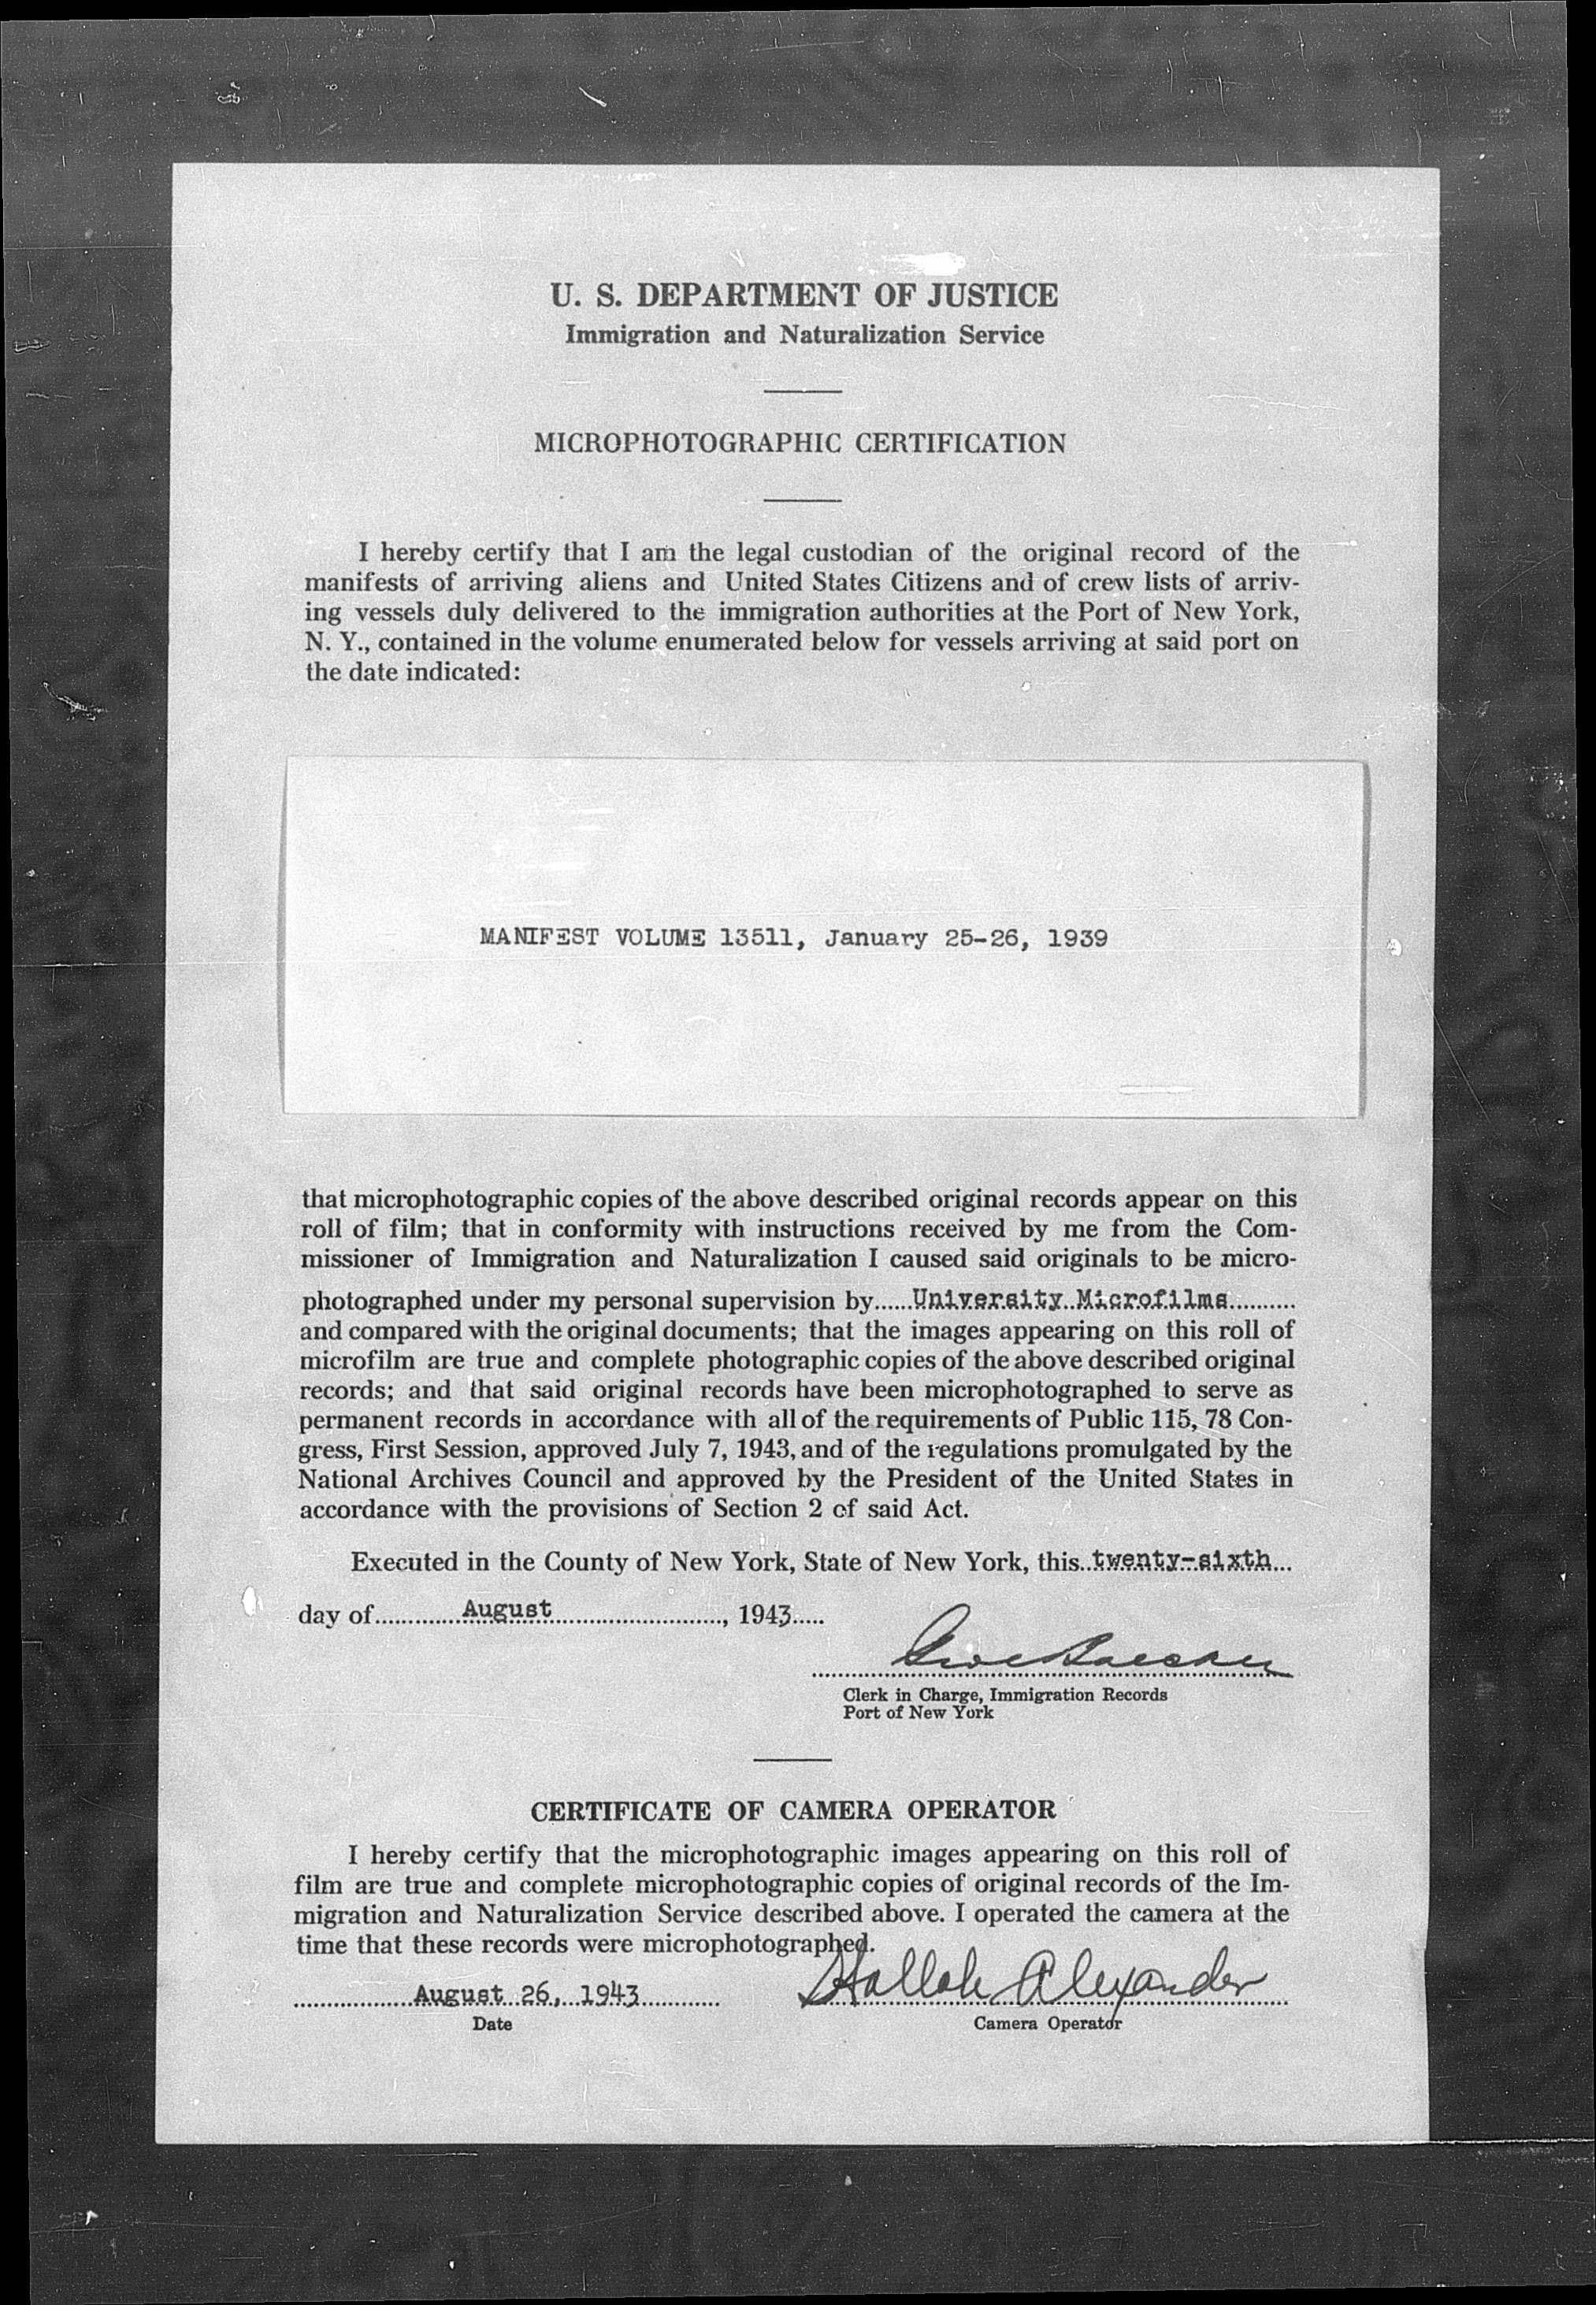 U. S. DEPARTMENT OF JUSTICE
Immigration and Naturalization Service
MICROPHOTOGRAPHIC CERTIFICATION
I hereby certify that I am the legal custodian of the original record of the
manifests of arriving aliens and United States Citizens and of crew lists of arriv-
ing vessels duly delivered to the immigration authorities at the Port of New York,
N. Y., contained in the volume enumerated below for vessels arriving at said port on
the date indicated:
MANIFEST VOLUME 13511, January 25-26, 1939
that microphotographic copies of the above described original records appear on this
roll of film; that in conformity with instructions received by me from the Com-
missioner of Immigration and Naturalization I caused said originals to be micro-
photographed under my personal supervision by......University Microfilms..........
and compared with the original documents; that the images appearing on this roll of
microfilm are true and complete photographic copies of the above described original
records; and that said original records have been microphotographed to serve as
permanent records in accordance with all of the requirements of Public 115, 78 Con-
gress, First Session, approved July 7, 1943, and of the regulations promulgated by the
National Archives Council and approved by the President of the United States in
accordance with the provisions of Section 2 of said Act.
Executed in the County of New York, State of New York, this..twenty-sixth...
day of.............August............................, 1943.....
Clerk in Charge, Immigration Records
Port of New York
CERTIFICATE OF CAMERA OPERATOR
I hereby certify that the microphotographic images appearing on this roll of
film are true and complete microphotographic copies of original records of the Im-
migration and Naturalization Service described above. I operated the camera at the
time that these records were microphotographed.
August 26, 1943 Alexander
Date Camera Operator